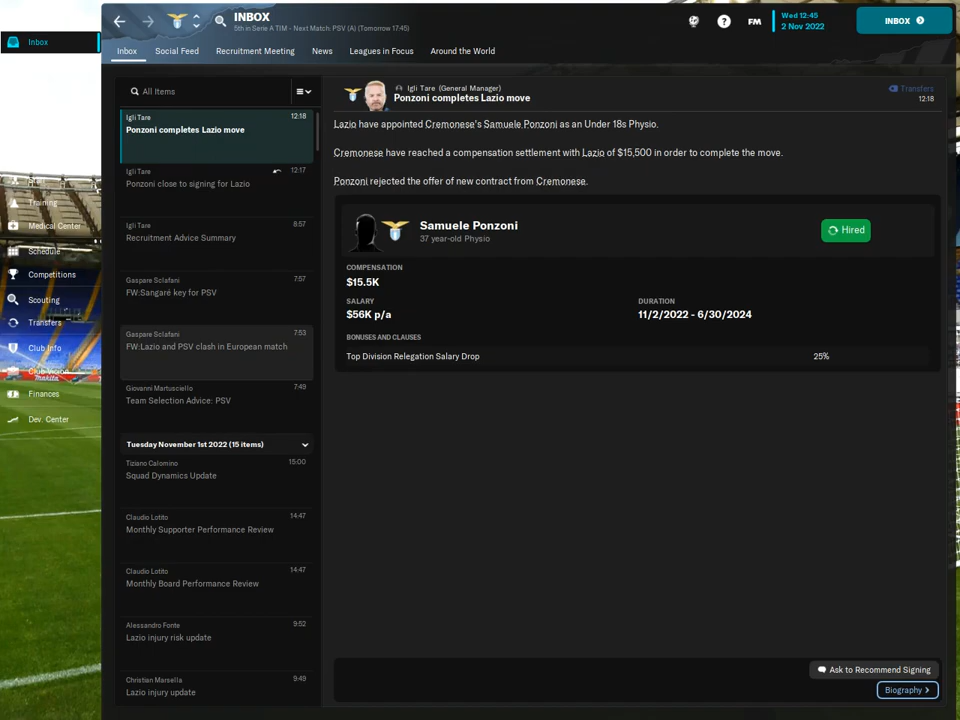 INBOX
5th in Serie A TIM - Next Match: PSV (A) (Tomorrow 17:45)
FM
Wed 12:45
2 Nov 2022
INBOX
Inbox
Inbox
Social Feed
Recruitment Meeting
News
Leagues in Focus
Around the World
All Items
Igli Tare
12:18
Ponzoni completes Lazio move
Igli Tare
12:17
Ponzoni close to signing for Lazio
Igli Tare
8:57
Recruitment Advice Summary
Gaspare Sclafani
7:57
FW:Sangaré key for PSV
Gaspare Sclafani
7:53
FW:Lazio and PSV clash in European match
Giovanni Martusciello
7:49
Team Selection Advice: PSV
Tuesday November 1st 2022 (15 items)
Tiziano Calomino
15:00
Squad Dynamics Update
Claudio Lotito
14:47
Monthly Supporter Performance Review
Claudio Lotito
14:47
Monthly Board Performance Review
Alessandro Fonte
9:52
Lazio injury risk update
Christian Marsella
9:49
Lazio injury update
Training
Medical Center
Schedule
Competitions
Scouting
Transfers
Club Info
Club Vision
Finances
Dev. Center
Igli Tare (General Manager)
Ponzoni completes Lazio move
Transfers
12:18
Lazio have appointed Cremonese's Samuele Ponzoni as an Under 18s Physio.
Cremonese have reached a compensation settlement with Lazio of $15,500 in order to complete the move.
Ponzoni rejected the offer of new contract from Cremonese.
Samuele Ponzoni
37 year-old Physio
Hired
COMPENSATION
$15.5K
SALARY
$56K p/a
DURATION
11/2/2022 - 6/30/2024
BONUSES AND CLAUSES
Top Division Relegation Salary Drop
25%
Ask to Recommend Signing
Biography